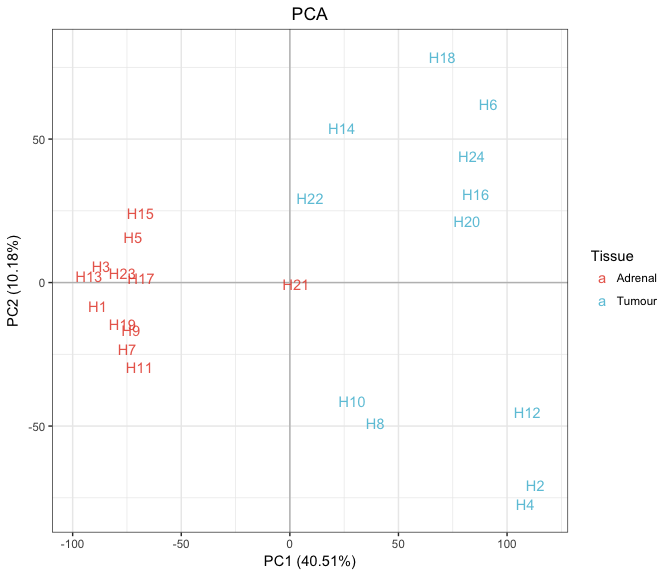 PCA
H18
H6
H14
H24
H16
H22
H15
H20
H5
50
H3
H23
H13
H17
H21
0
H1
H19
H9
H7
H11
H10
H12
H8
-50
H2
H4
-100
-50
0
50
100
PC1 (40.51%)
PC2 (10.18%)
Tissue
a Adrenal
a Tumour